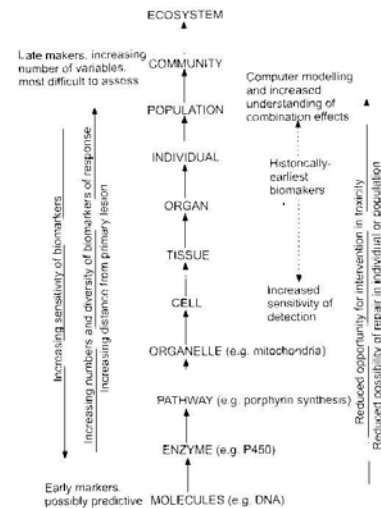 ECOSYSTEM
Late makers, increasing
number of variables,
most difficult to assess
COMMUNITY
Computer modelling
and increased
understanding of
combination effects
POPULATION
INDIVIDUAL
Historically-
earliest
biomakers
ORGAN
TISSUE
CELL
Increased
sensitivity of
detection
ORGANELLE (e.g. mitochondria)
PATHWAY (e.g. porphyrin synthesis)
ENZYME (e.g. P450)
Early markers,
possibly predictive
MOLECULES (e.g. DNA)
Increasing sensitivity of biomarkers
Increasing numbers and diversity of biomarkers of response
Increasing distance from primary lesion
Reduced opportunity for intervention in toxicity
Reduced possibility of repair in individual or population